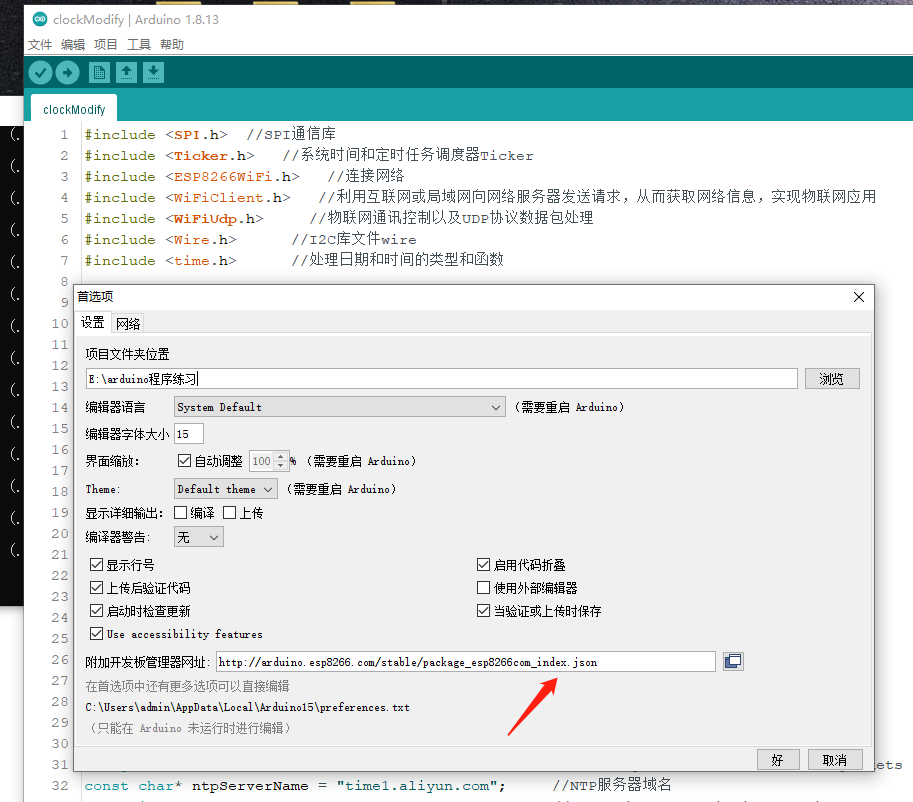 clockModify | Arduino 1.8.13
文件 编辑 项目 工具 帮助
clockModify
1 #include <SPI.h> //SPI通信库
2 #include <Ticker.h> //系统时间和定时任务调度器Ticker
3 #include <ESP8266WiFi.h> //连接网络
4 #include <WiFiClient.h> //利用互联网或局域网向网络服务器发送请求，从而获取网络信息，实现物联网应用
5 #include <WiFiUdp.h> //物联网通讯控制以及UDP协议数据包处理
6 #include <Wire.h> //I2C库文件wire
7 #include <time.h> //处理日期和时间的类型和函数
8
9
10
11
12
13
14
15
16
17
18
19
20
21
22
23
24
25
26
27
28
29
30
31
首选项
设置 网络
项目文件夹位置
E:\arduino程序练习 浏览
编辑器语言 System Default （需要重启 Arduino）
编辑器字体大小 15
界面缩放： 自动调整 100 % （需要重启 Arduino）
Theme: Default theme （需要重启 Arduino）
显示详细输出： 编译 上传
编译器警告: 无
显示行号 启用代码折叠
上传后验证代码 使用外部编辑器
启动时检查更新 当验证或上传时保存
Use accessibility features
附加开发板管理器网址: http://arduino.esp8266.com/stable/package_esp8266com_index.json
在首选项中还有更多选项可以直接编辑
C:\Users\admin\AppData\Local\Arduino15\preferences.txt
（只能在 Arduino 未运行时进行编辑）
好 取消
ets
32 const char* ntpServerName = "time1.aliyun.com"; //NTP服务器域名